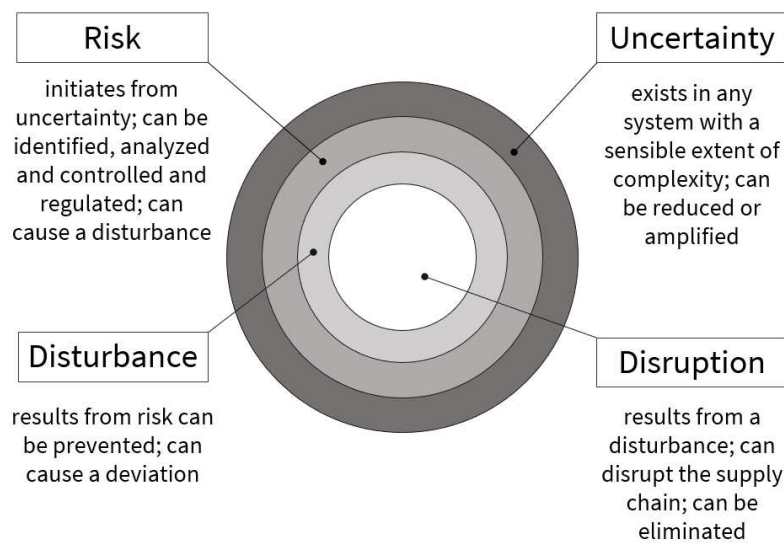 Risk
initiates from
uncertainty; can be
identified, analyzed
and controlled and
regulated; can
cause a disturbance
Uncertainty
exists in any
system with a
sensible extent of
complexity; can
be reduced or
amplified
Disturbance
results from risk can
be prevented; can
cause a deviation
Disruption
results from a
disturbance; can
disrupt the supply
chain; can be
eliminated